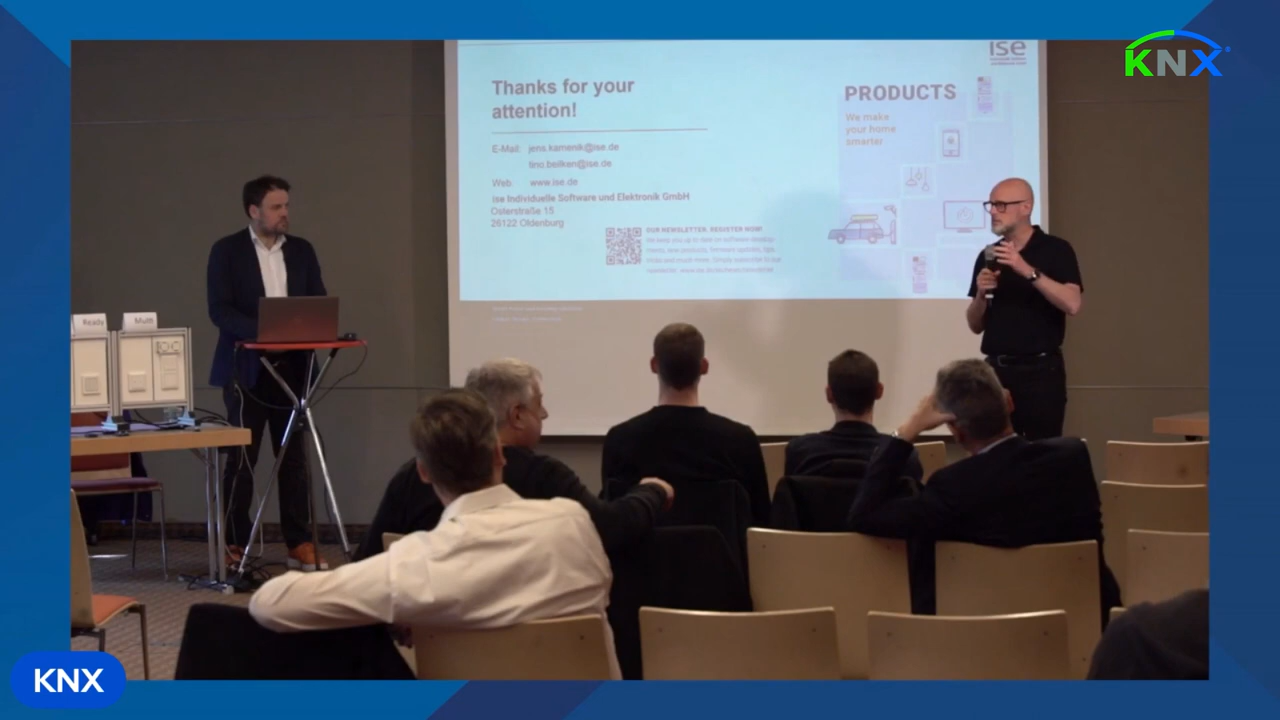 KNX
ise
Thanks for your
attention!
E-Mail: jens.kamenik@ise.de
tino.beilken@ise.de
Web: www.ise.de
ise Individuelle Software und Elektronik GmbH
Osterstraße 15
26122 Oldenburg
OUR NEWSLETTER. REGISTER NOW!
PRODUCTS
We make
your home
smarter
Ready
Multi
KNX